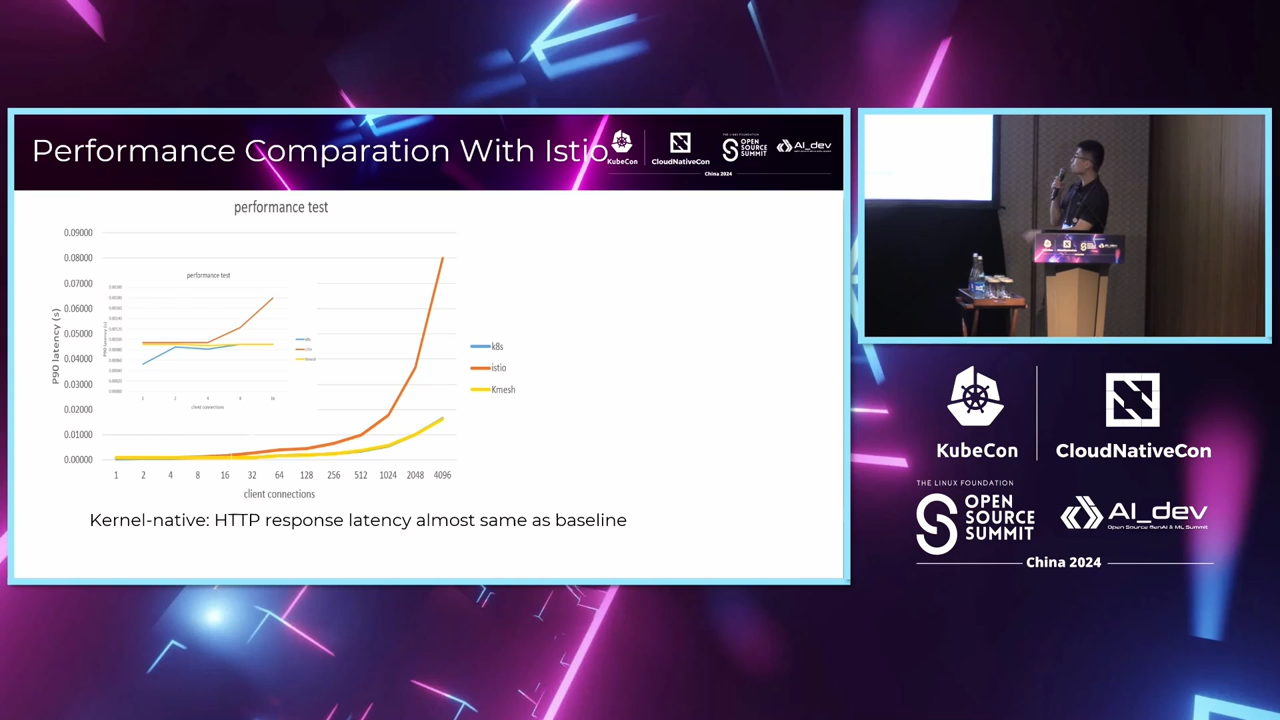 Performance Comparation With Istio
KubeCon
CloudNativeCon
THE LINUX FOUNDATION
OPEN
SOURCE
SUMMIT
AI_dev
China 2024
performance test
0.09000
0.08000
0.07000
0.06000
0.05000
0.04000
0.03000
0.02000
0.01000
0.00000
P90 latency (s)
1 2 4 8 16 32 64 128 256 512 1024 2048 4096
client connections
k8s
istio
Kmesh
performance test
client connections
Kernel-native: HTTP response latency almost same as baseline
KubeCon
CloudNativeCon
THE LINUX FOUNDATION
OPEN
SOURCE
SUMMIT
AI_dev
Open Source GenAI & ML Summit
China 2024